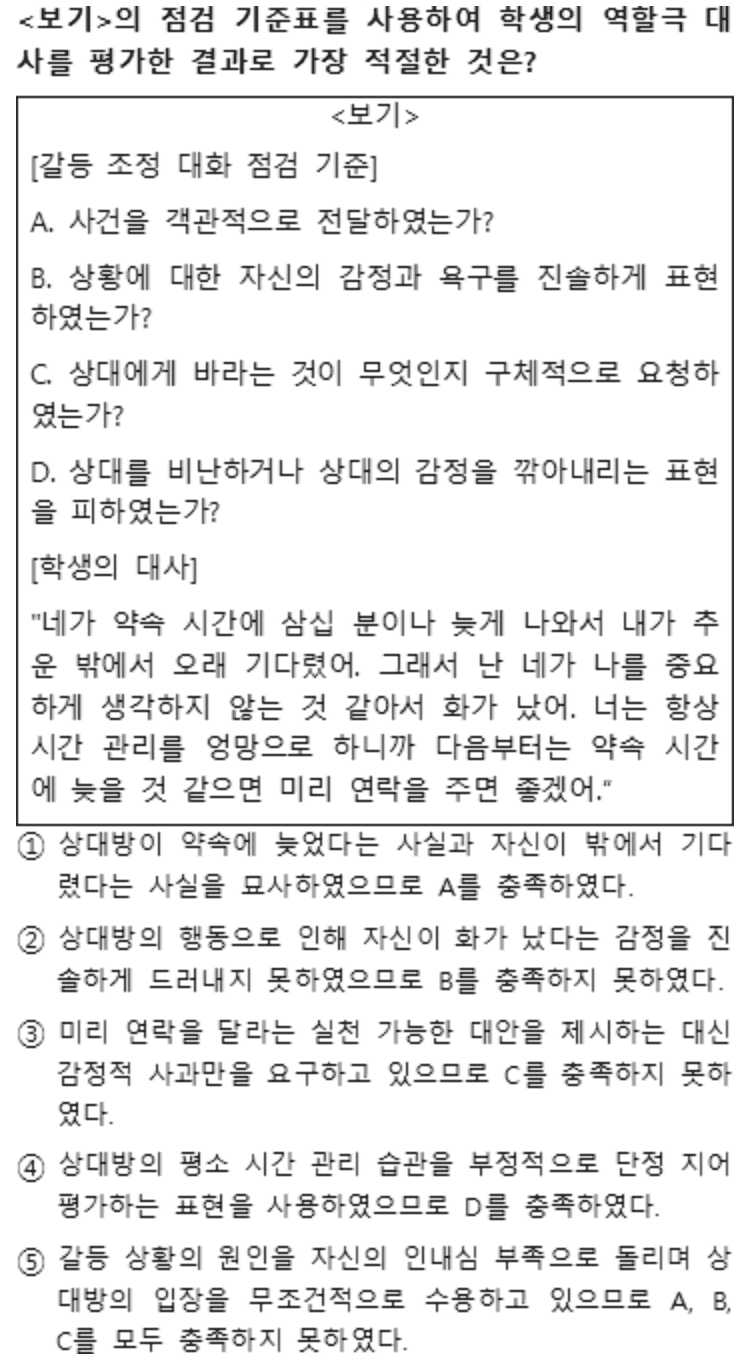 <보기>의 점검 기준표를 사용하여 학생의 역할극 대
사를 평가한 결과로 가장 적절한 것은?
<보기>
[갈등 조정 대화 점검 기준]
A. 사건을 객관적으로 전달하였는가?
B. 상황에 대한 자신의 감정과 욕구를 진솔하게 표현
하였는가?
C. 상대에게 바라는 것이 무엇인지 구체적으로 요청하
였는가?
D. 상대를 비난하거나 상대의 감정을 깎아내리는 표현
을 피하였는가?
[학생의 대사]
"네가 약속 시간에 삼십 분이나 늦게 나와서 내가 추
운 밖에서 오래 기다렸어. 그래서 난 네가 나를 중요
하게 생각하지 않는 것 같아서 화가 났어. 너는 항상
시간 관리를 엉망으로 하니까 다음부터는 약속 시간
에 늦을 것 같으면 미리 연락을 주면 좋겠어.“
① 상대방이 약속에 늦었다는 사실과 자신이 밖에서 기다
렸다는 사실을 묘사하였으므로 A를 충족하였다.
② 상대방의 행동으로 인해 자신이 화가 났다는 감정을 진
솔하게 드러내지 못하였으므로 B를 충족하지 못하였다.
③ 미리 연락을 달라는 실천 가능한 대안을 제시하는 대신
감정적 사과만을 요구하고 있으므로 C를 충족하지 못하
였다.
④ 상대방의 평소 시간 관리 습관을 부정적으로 단정 지어
평가하는 표현을 사용하였으므로 D를 충족하였다.
⑤ 갈등 상황의 원인을 자신의 인내심 부족으로 돌리며 상
대방의 입장을 무조건적으로 수용하고 있으므로 A, B,
C를 모두 충족하지 못하였다.